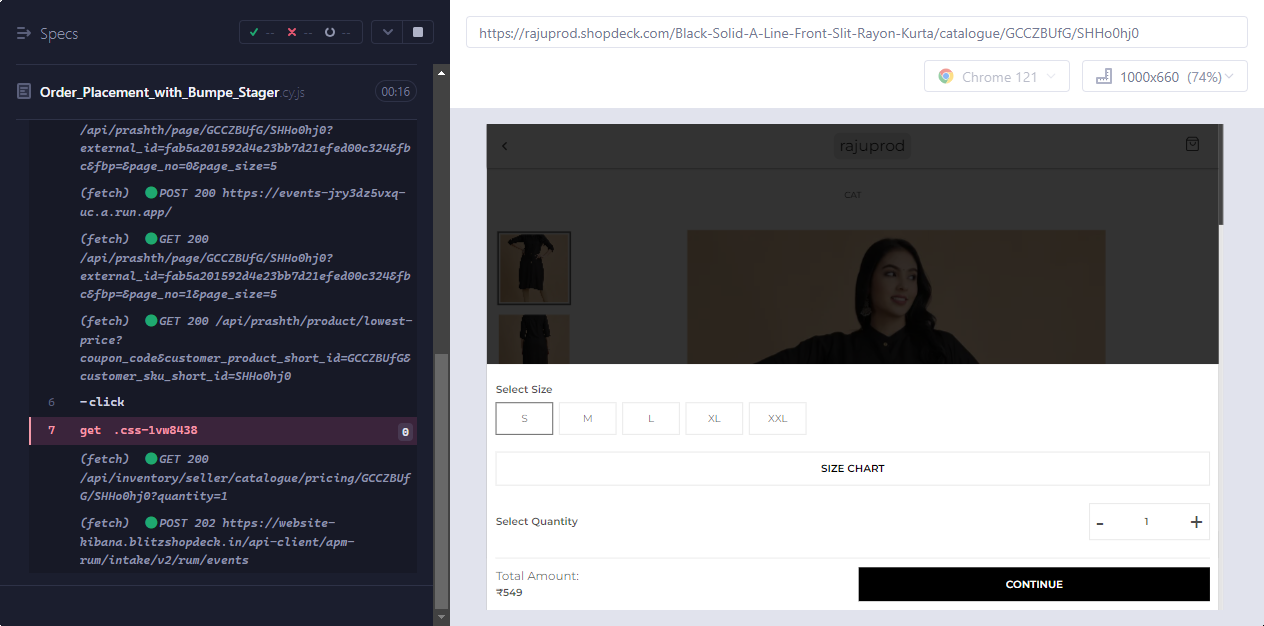 Specs
-- -- --
https://rajuprod.shopdeck.com/Black-Solid-A-Line-Front-Slit-Rayon-Kurta/catalogue/GCCZBUfG/SHHo0hj0
Chrome 121
1000x660 (74%)
Order_Placement_with_Bumpe_Stager.cy.js
00:16
/api/prashth/page/GCCZBUfG/SHHo0hj0?
external_id=fab5a201592d4e23bb7d21efed00c324&fb
c&fbp=&page_no=0&page_size=5
(fetch) POST 200 https://events-jry3dz5vxq-
uc.a.run.app/
(fetch) GET 200
/api/prashth/page/GCCZBUfG/SHHo0hj0?
external_id=fab5a201592d4e23bb7d21efed00c324&fb
c&fbp=&page_no=1&page_size=5
(fetch) GET 200 /api/prashth/product/lowest-
price?
coupon_code&customer_product_short_id=GCCZBUfG&
customer_sku_short_id=SHHo0hj0
6 -click
7 get .css-1vw8438 0
(fetch) GET 200
/api/inventory/seller/catalogue/pricing/GCCZBUf
G/SHHo0hj0?quantity=1
(fetch) POST 202 https://website-
kibana.blitzshopdeck.in/api-client/apm-
rum/intake/v2/rum/events
rajuprod
CAT
Select Size
S M L XL XXL
SIZE CHART
Select Quantity
- 1 +
Total Amount:
₹549
CONTINUE